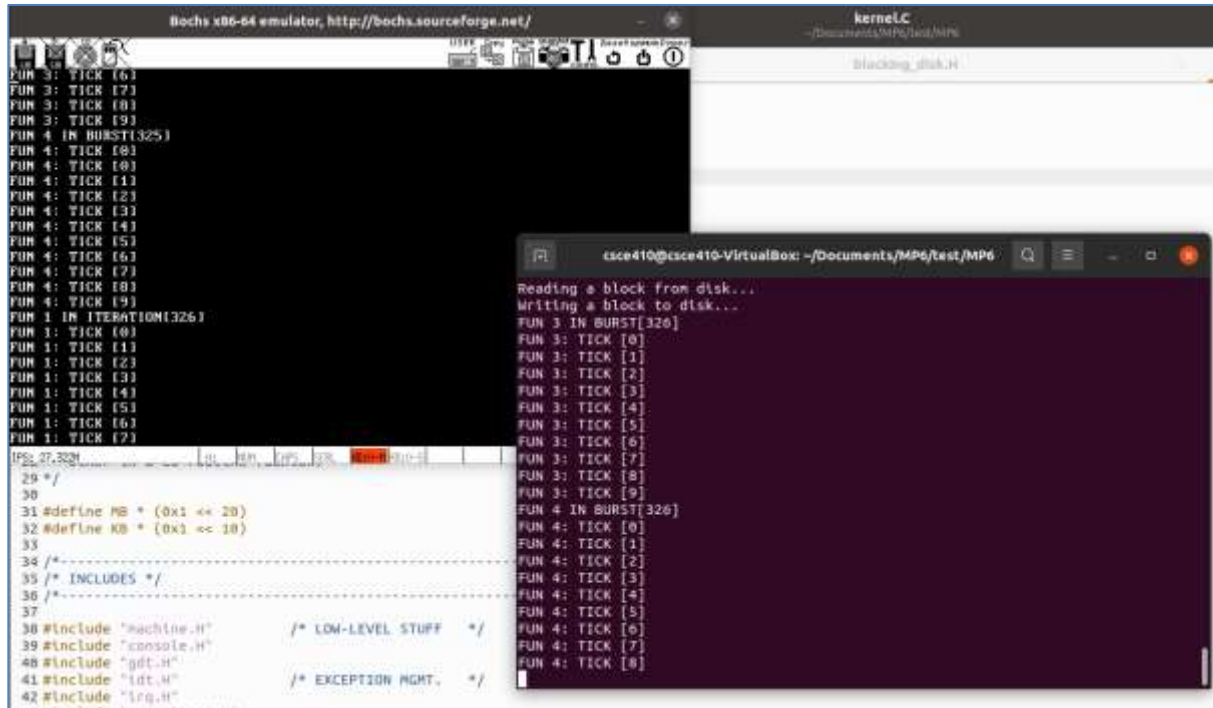 Bochs x86-64 emulator, http://bochs.sourceforge.net/
kernel.C
~/Documents/MP6/test/MP6
USER
blocking_disk.H
FUN 3: TICK [6]
FUN 3: TICK [7]
FUN 3: TICK [8]
FUN 3: TICK [9]
FUN 4 IN BURST[325]
FUN 4: TICK [0]
FUN 4: TICK [0]
FUN 4: TICK [1]
FUN 4: TICK [2]
FUN 4: TICK [3]
FUN 4: TICK [4]
FUN 4: TICK [5]
FUN 4: TICK [6]
FUN 4: TICK [7]
FUN 4: TICK [8]
FUN 4: TICK [9]
FUN 1 IN ITERATION[326]
FUN 1: TICK [0]
FUN 1: TICK [1]
FUN 1: TICK [2]
FUN 1: TICK [3]
FUN 1: TICK [4]
FUN 1: TICK [5]
FUN 1: TICK [6]
FUN 1: TICK [7]
IPS: 27.322M
29 */
30
31 #define MB * (0x1 << 20)
32 #define KB * (0x1 << 10)
33
34 /*--------------------------------------------------
35 /* INCLUDES */
36 /*--------------------------------------------------
37
38 #include "machine.H" /* LOW-LEVEL STUFF */
39 #include "console.H"
40 #include "gdt.H"
41 #include "idt.H" /* EXCEPTION MGMT. */
42 #include "irq.H"
csce410@csce410-VirtualBox: ~/Documents/MP6/test/MP6
Reading a block from disk...
Writing a block to disk...
FUN 3 IN BURST[326]
FUN 3: TICK [0]
FUN 3: TICK [1]
FUN 3: TICK [2]
FUN 3: TICK [3]
FUN 3: TICK [4]
FUN 3: TICK [5]
FUN 3: TICK [6]
FUN 3: TICK [7]
FUN 3: TICK [8]
FUN 3: TICK [9]
FUN 4 IN BURST[326]
FUN 4: TICK [0]
FUN 4: TICK [1]
FUN 4: TICK [2]
FUN 4: TICK [3]
FUN 4: TICK [4]
FUN 4: TICK [5]
FUN 4: TICK [6]
FUN 4: TICK [7]
FUN 4: TICK [8]